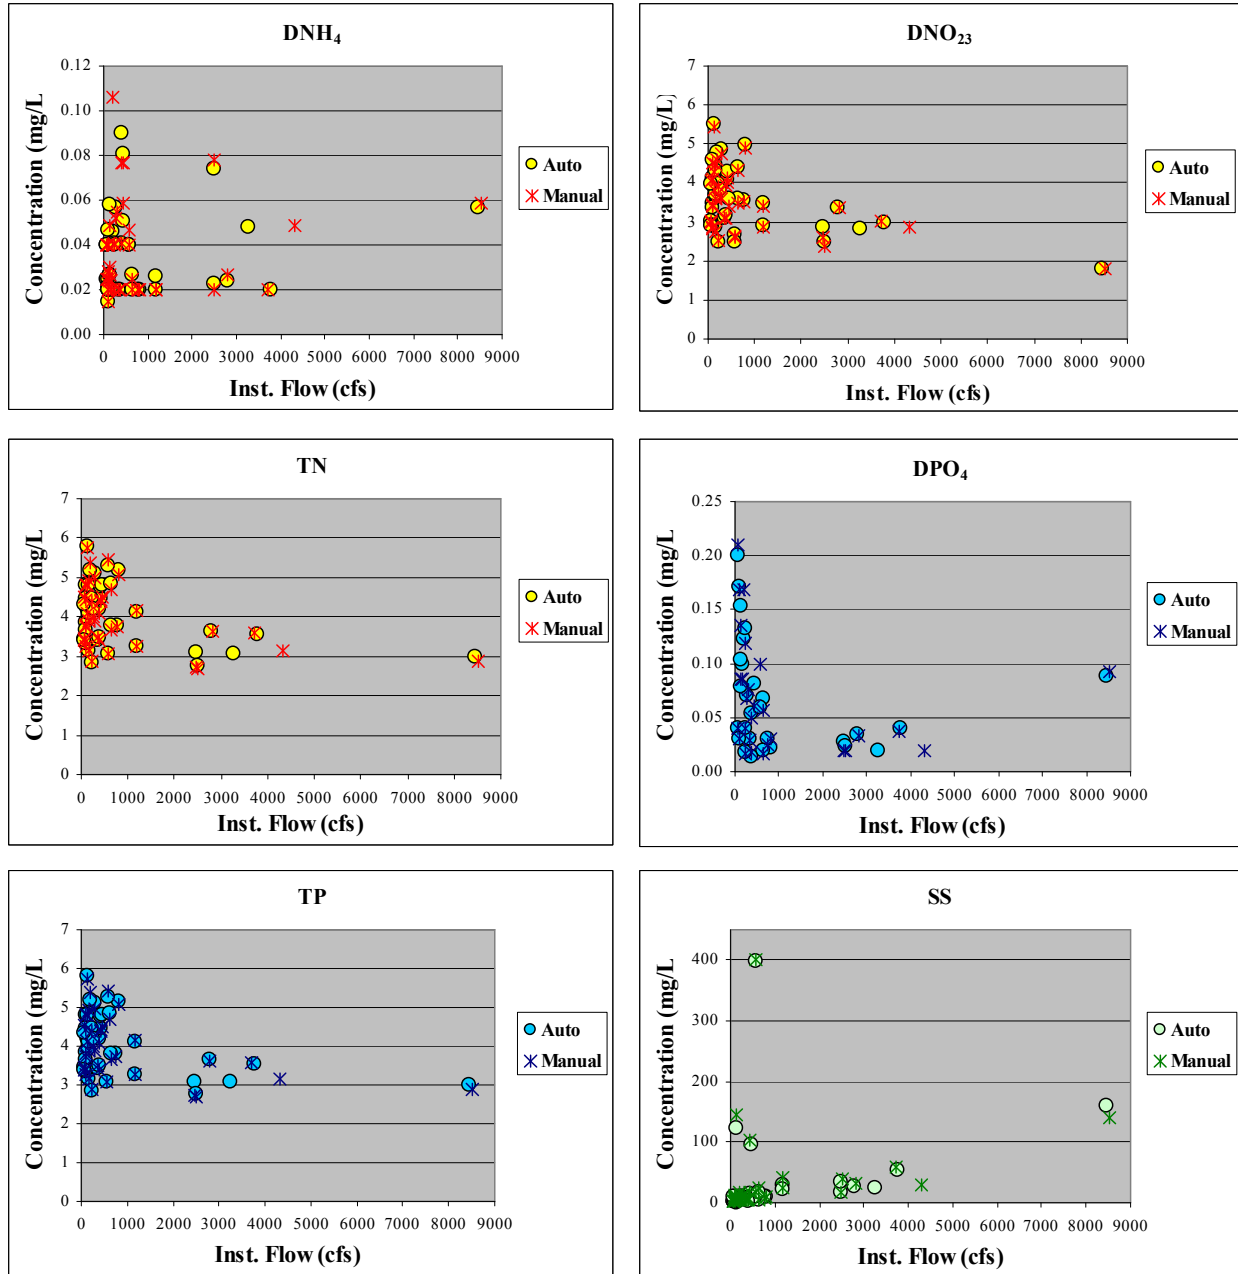 DNH4
Concentration (mg/L)
0.12
0.10
0.08
0.06
0.04
0.02
0.00
0 1000 2000 3000 4000 5000 6000 7000 8000 9000
Inst. Flow (cfs)
Auto
Manual
DNO23
Concentration (mg/L)
7
6
5
4
3
2
1
0
0 1000 2000 3000 4000 5000 6000 7000 8000 9000
Inst. Flow (cfs)
Auto
Manual
TN
Concentration (mg/L
7
6
5
4
3
2
1
0
0 1000 2000 3000 4000 5000 6000 7000 8000 9000
Inst. Flow (cfs)
Auto
Manual
DPO4
Concentration (mg/L
0.25
0.20
0.15
0.10
0.05
0.00
0 1000 2000 3000 4000 5000 6000 7000 8000 9000
Inst. Flow (cfs)
Auto
Manual
TP
Concentration (mg/L
7
6
5
4
3
2
1
0
0 1000 2000 3000 4000 5000 6000 7000 8000 9000
Inst. Flow (cfs)
Auto
Manual
SS
Concentration (mg/L
400
300
200
100
0
0 1000 2000 3000 4000 5000 6000 7000 8000 9000
Inst. Flow (cfs)
Auto
Manual